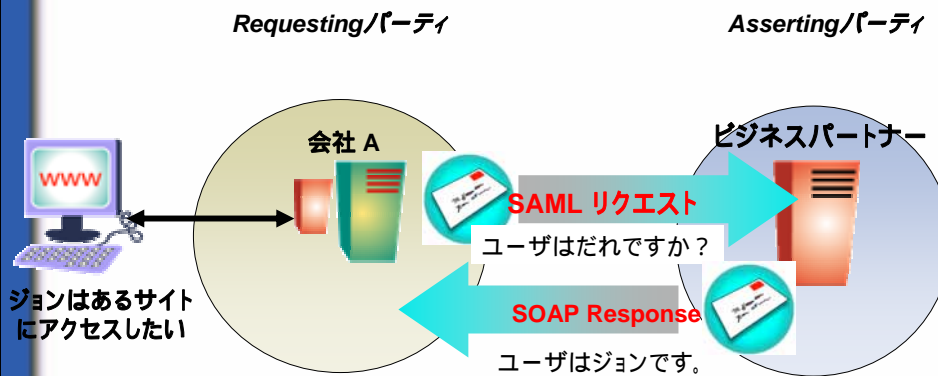 Requestingパーティ
Assertingパーティ
会社 A
ビジネスパートナー
www
SAML リクエスト
ユーザはだれですか？
ジョンはあるサイト
にアクセスしたい
SOAP Response
ユーザはジョンです。